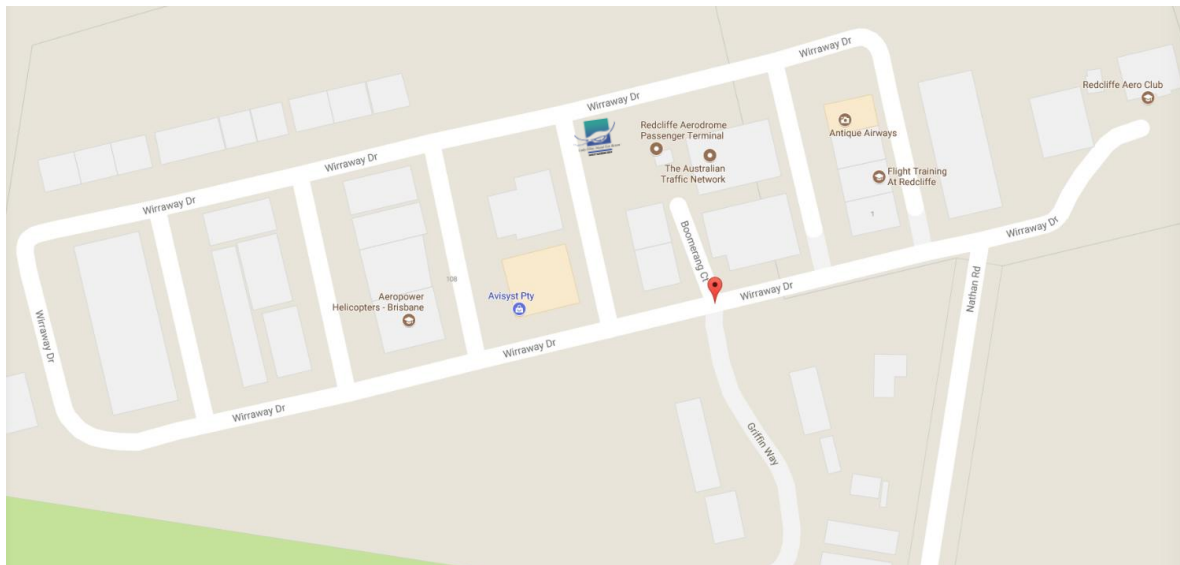 Wirraway Dr
Redcliffe Aero Club
Wirraway Dr
Redcliffe Aerodrome
Passenger Terminal
Antique Airways
The Australian
Traffic Network
Wirraway Dr
Flight Training
At Redcliffe
Wirraway Dr
7
Wirraway Dr
Boomerang Ct
Nathan Rd
108
Wirraway Dr
Aeropower
Helicopters - Brisbane
Avisyst Pty
Wirraway Dr
Wirraway Dr
Wirraway Dr
Griffin Way